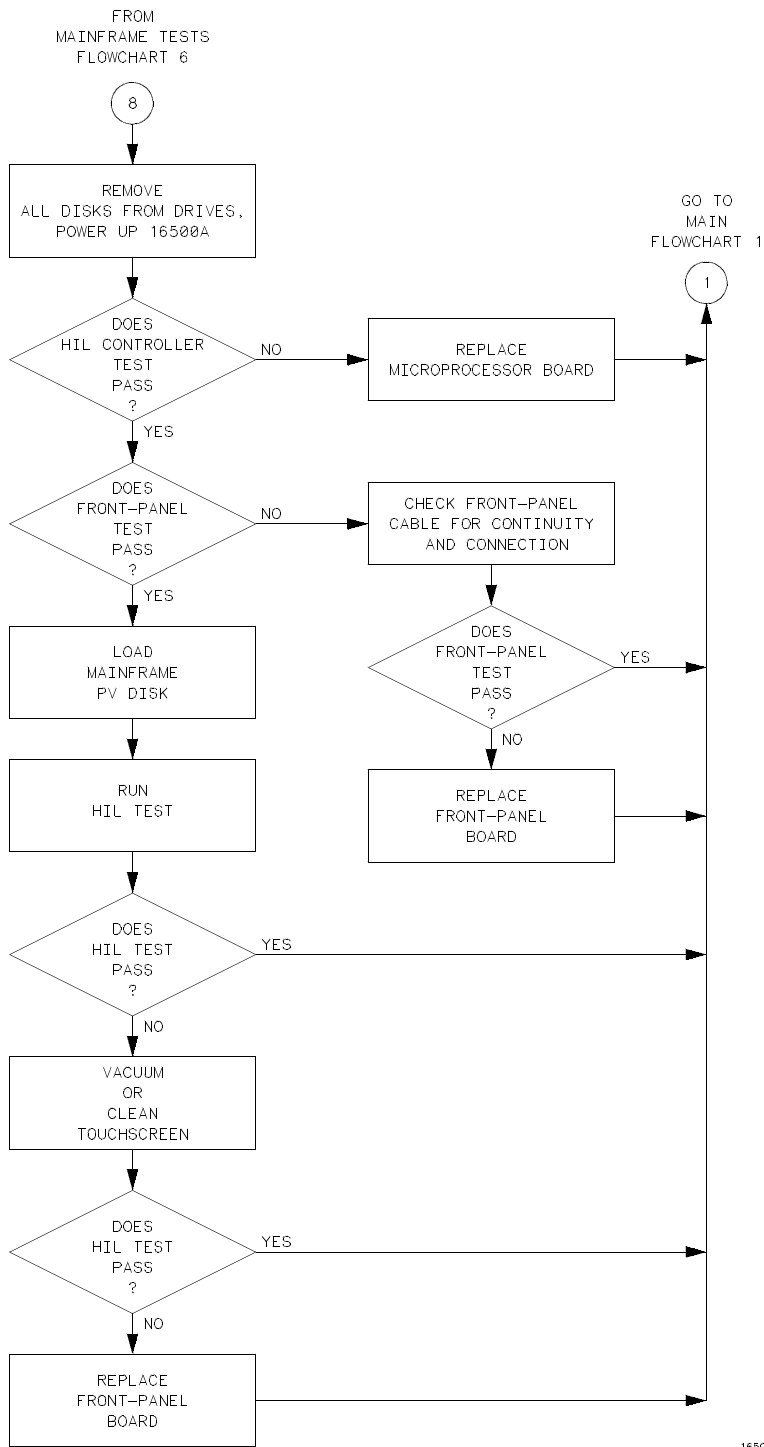 FROM
MAINFRAME TESTS
FLOWCHART 6
8
REMOVE
ALL DISKS FROM DRIVES,
POWER UP 16500A
GO TO
MAIN
FLOWCHART 1
1
DOES
HIL CONTROLLER
TEST
PASS
?
NO
REPLACE
MICROPROCESSOR BOARD
YES
DOES
FRONT-PANEL
TEST
PASS
?
NO
CHECK FRONT-PANEL
CABLE FOR CONTINUITY
AND CONNECTION
YES
DOES
FRONT-PANEL
TEST
PASS
?
YES
NO
REPLACE
FRONT-PANEL
BOARD
LOAD
MAINFRAME
PV DISK
RUN
HIL TEST
DOES
HIL TEST
PASS
?
YES
NO
VACUUM
OR
CLEAN
TOUCHSCREEN
DOES
HIL TEST
PASS
?
YES
NO
REPLACE
FRONT-PANEL
BOARD